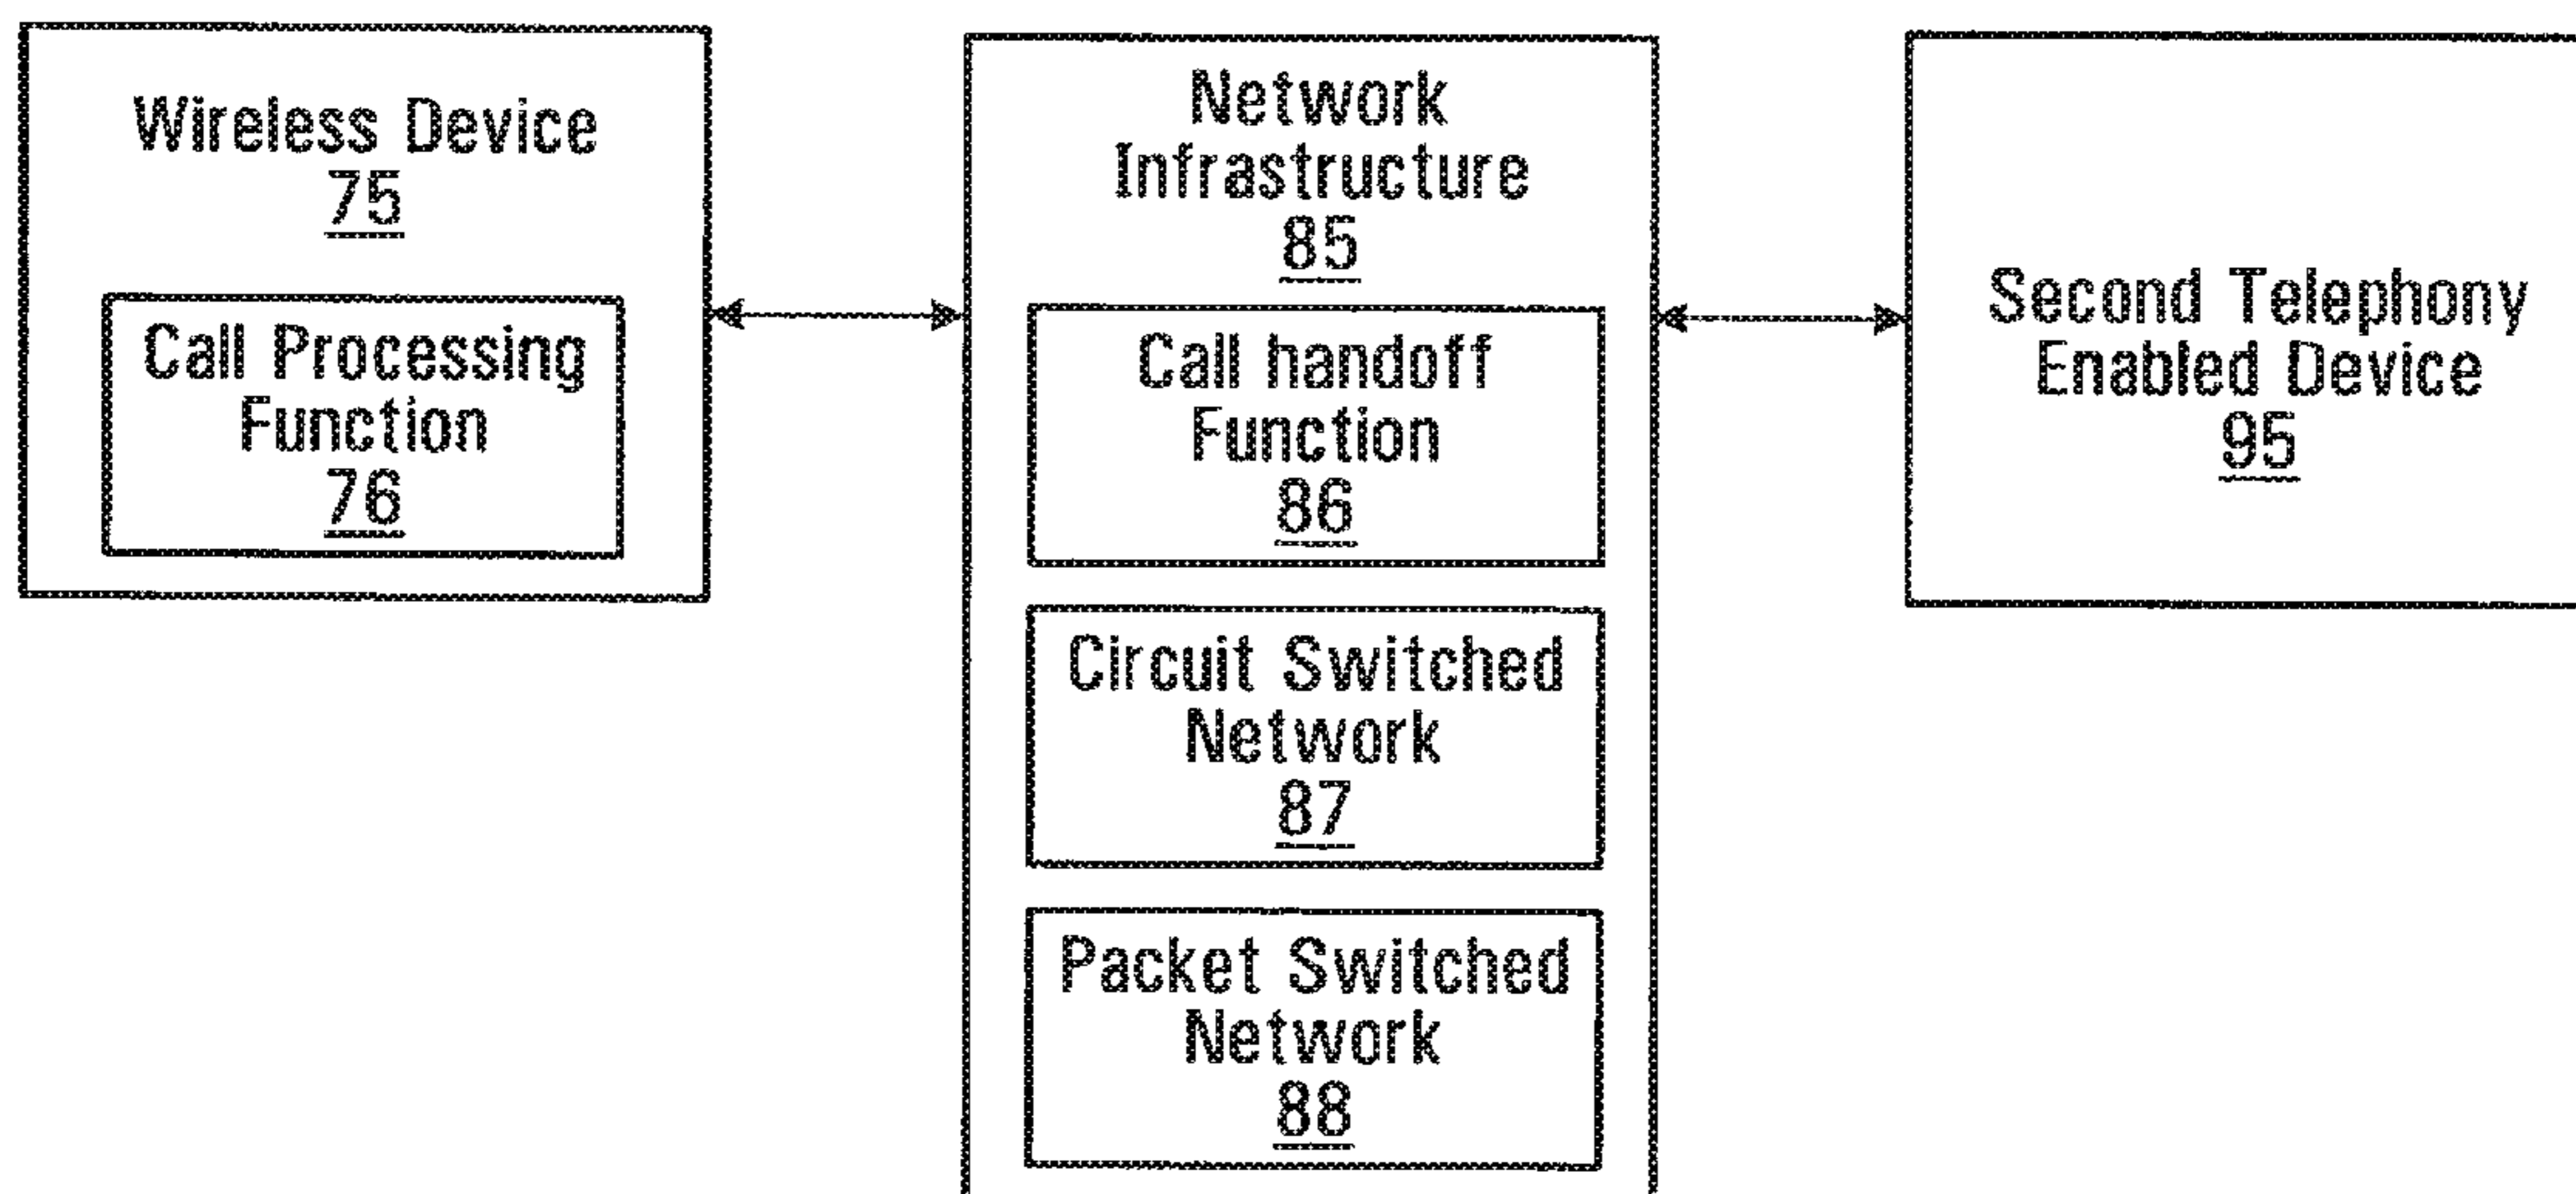 Wireless Device
75
Call Processing
Function
76
Network
Infrastructure
85
Call handoff
Function
86
Circuit Switched
Network
87
Packet Switched
Network
88
Second Telephony
Enabled Device
95